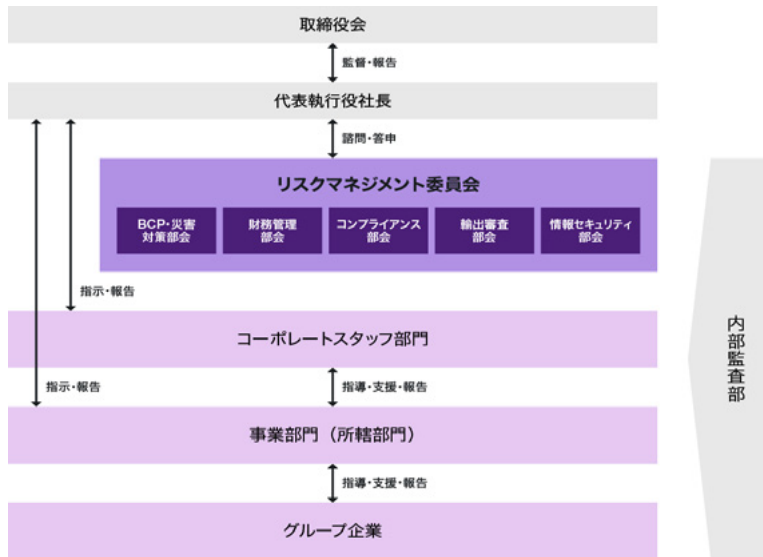 取締役会
監督・報告
代表執行役社長
諮問・答申
リスクマネジメント委員会
BCP・災害
対策部会
財務管理
部会
コンプライアンス
部会
輸出審査
部会
情報セキュリティ
部会
指示・報告
コーポレートスタッフ部門
指示・報告
指導・支援・報告
事業部門（所轄部門）
指導・支援・報告
グループ企業
内部監査部